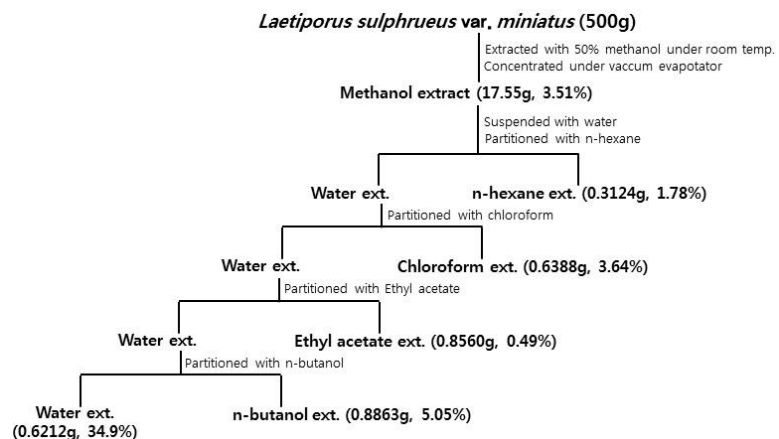 Laetiporus sulphrueus var. miniatus (500g)
Extracted with 50% methanol under room temp.
Concentrated under vaccum evapotator
Methanol extract (17.55g, 3.51%)
Suspended with water
Partitioned with n-hexane
Water ext.
n-hexane ext. (0.3124g, 1.78%)
Partitioned with chloroform
Water ext.
Chloroform ext. (0.6388g, 3.64%)
Partitioned with Ethyl acetate
Water ext.
Ethyl acetate ext. (0.8560g, 0.49%)
Partitioned with n-butanol
Water ext.
(0.6212g, 34.9%)
n-butanol ext. (0.8863g, 5.05%)